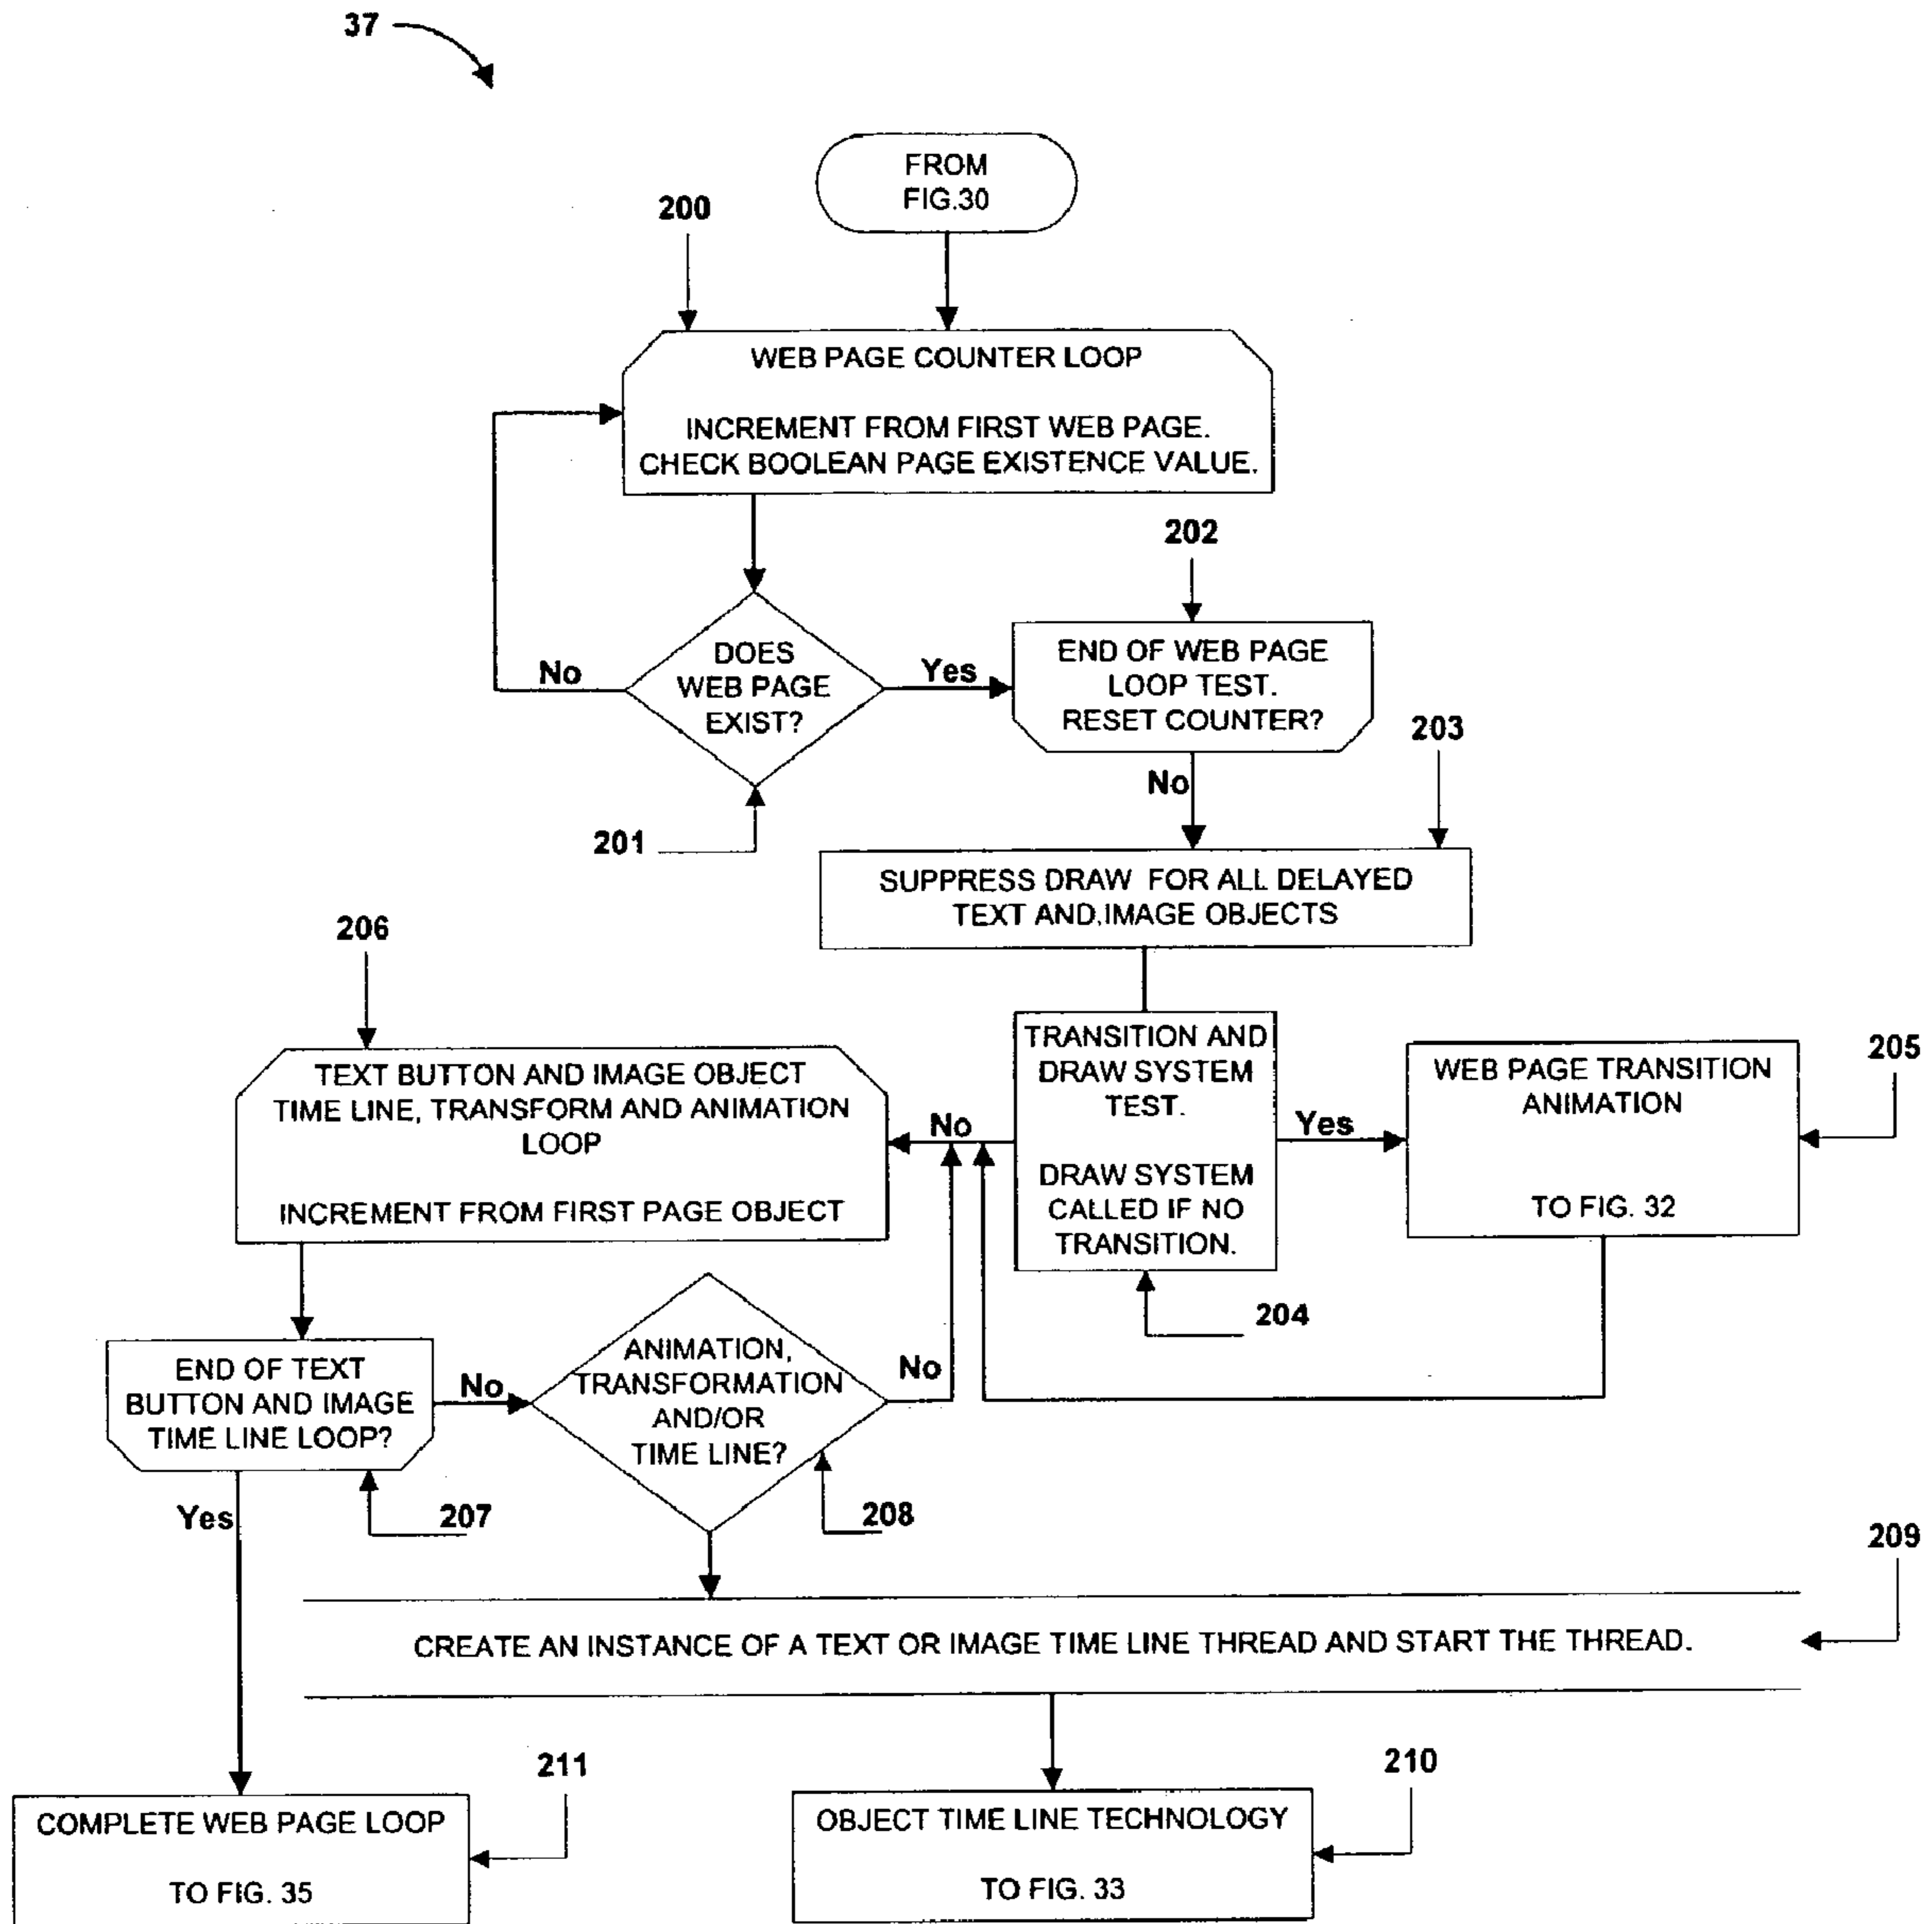 37
FROM
FIG.30
200
WEB PAGE COUNTER LOOP
INCREMENT FROM FIRST WEB PAGE.
CHECK BOOLEAN PAGE EXISTENCE VALUE.
202
DOES
WEB PAGE
EXIST?
No
Yes
END OF WEB PAGE
LOOP TEST.
RESET COUNTER?
203
No
201
SUPPRESS DRAW FOR ALL DELAYED
TEXT AND.IMAGE OBJECTS
206
TRANSITION AND
DRAW SYSTEM
TEST.
DRAW SYSTEM
CALLED IF NO
TRANSITION.
205
WEB PAGE TRANSITION
ANIMATION
TO FIG. 32
TEXT BUTTON AND IMAGE OBJECT
TIME LINE, TRANSFORM AND ANIMATION
LOOP
INCREMENT FROM FIRST PAGE OBJECT
No
Yes
204
END OF TEXT
BUTTON AND IMAGE
TIME LINE LOOP?
No
ANIMATION,
TRANSFORMATION
AND/OR
TIME LINE?
No
Yes
207
208
209
CREATE AN INSTANCE OF A TEXT OR IMAGE TIME LINE THREAD AND START THE THREAD.
211
210
COMPLETE WEB PAGE LOOP
TO FIG. 35
OBJECT TIME LINE TECHNOLOGY
TO FIG. 33